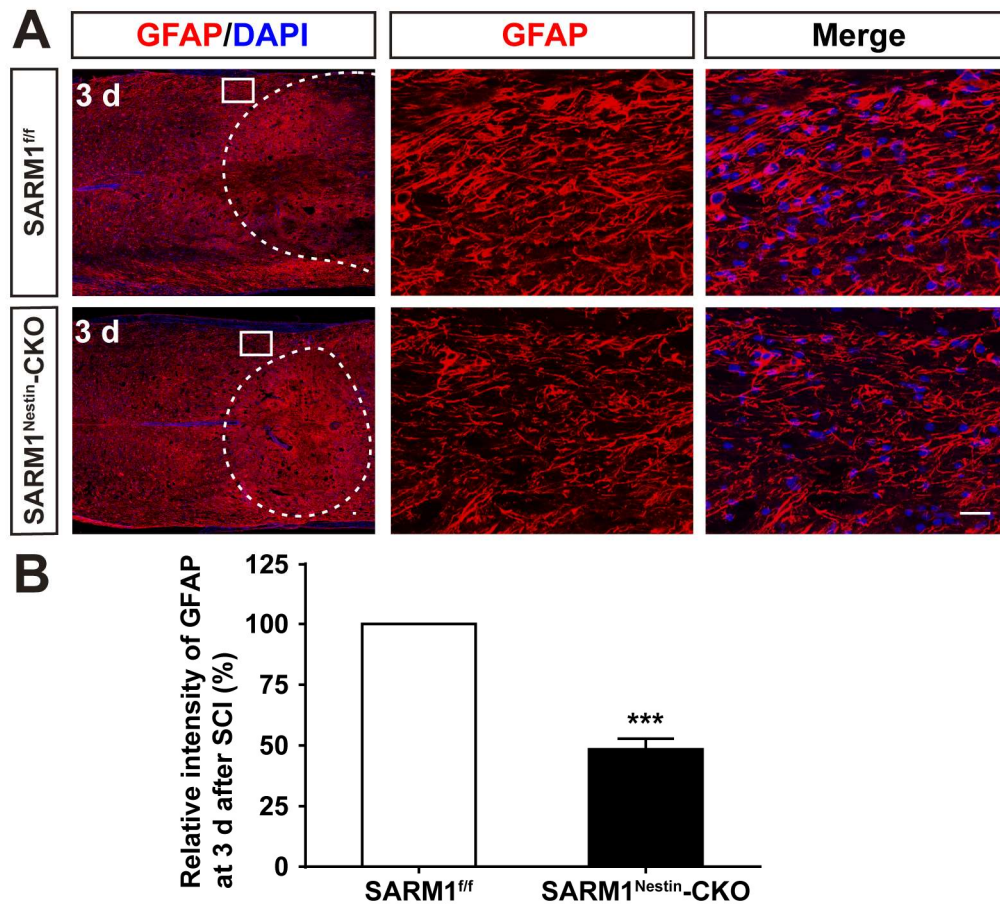 A
GFAP/DAPI
GFAP
Merge
SARM1f/f
3 d
SARM1Nestin-CKO
3 d
B
Relative intensity of GFAP
at 3 d after SCI (%)
125
100
75
50
25
0
***
SARM1f/f
SARM1Nestin-CKO